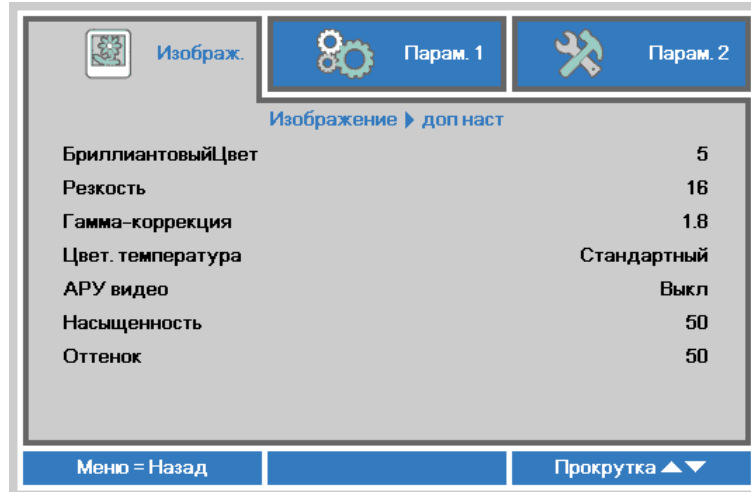 Изображ. Парам. 1 Парам. 2
Изображение ▶ доп наст
БриллиантовыйЦвет 5
Резкость 16
Гамма-коррекция 1.8
Цвет. температура Стандартный
АРУ видео Выкл
Насыщенность 50
Оттенок 50
Меню = Назад Прокрутка ▲▼